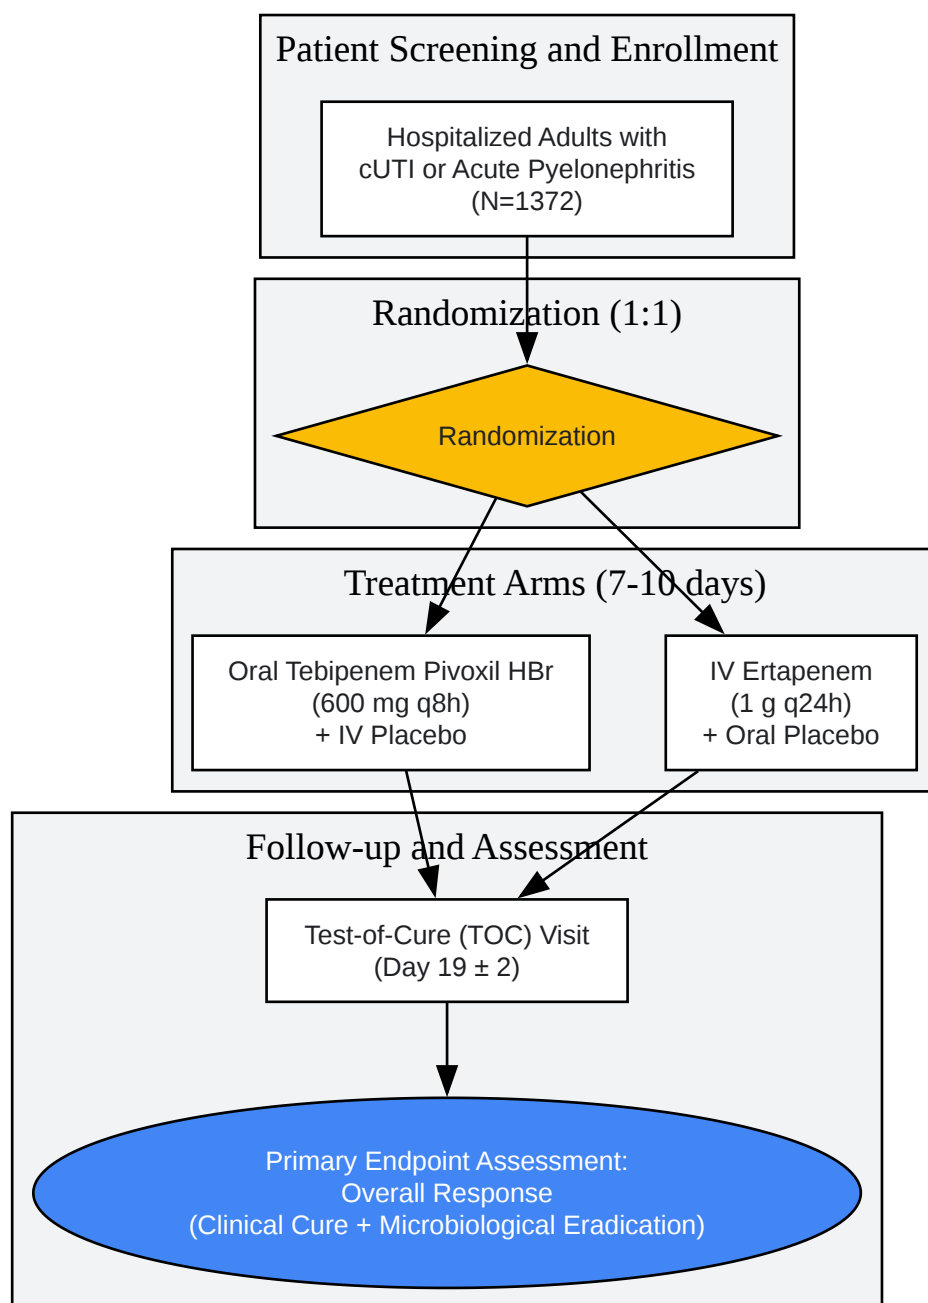 Patient Screening and Enrollment
Hospitalized Adults with
cUTI or Acute Pyelonephritis
(N=1372)
Randomization (1:1)
Randomization
Treatment Arms (7-10 days)
Oral Tebipenem Pivoxil HBr
(600 mg q8h)
+ IV Placebo
IV Ertapenem
(1 g q24h)
+ Oral Placebo
Follow-up and Assessment
Test-of-Cure (TOC) Visit
(Day 19 ± 2)
Primary Endpoint Assessment:
Overall Response
(Clinical Cure + Microbiological Eradication)